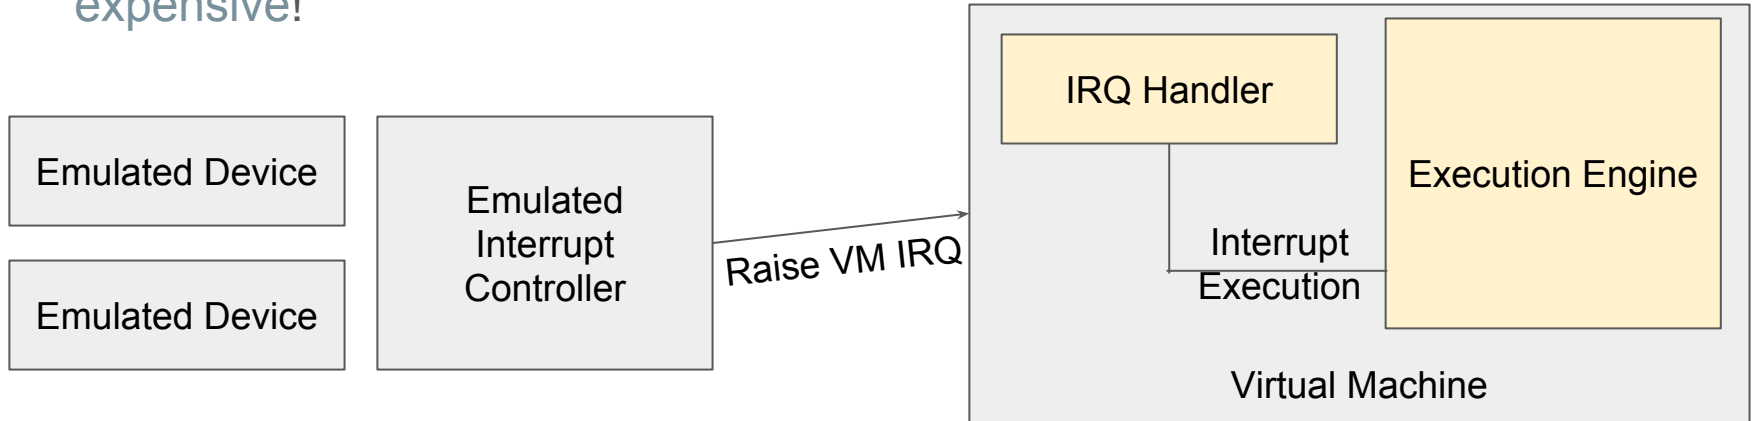 expensive!
Emulated Device
Emulated Device
Emulated
Interrupt
Controller
Raise VM IRQ
IRQ Handler
Execution Engine
Interrupt
Execution
Virtual Machine